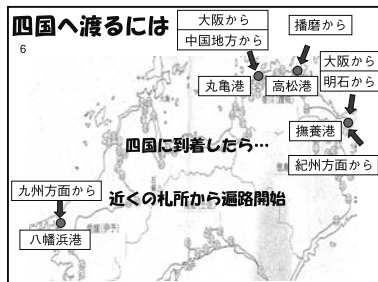 四国へ渡るには
6
大阪から
中国地方から
播磨から
大阪から
明石から
丸亀港
高松港
撫養港
四国に到着したら…
紀州方面から
九州方面から
近くの札所から遍路開始
八幡浜港